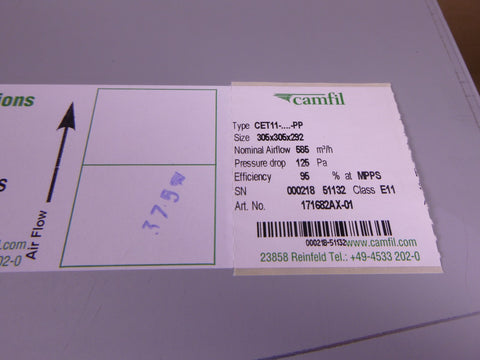 ions
s
Air Flow
.com
202-0
camfil
Type CET11-....-PP
Size 305x305x292
Nominal Airflow 585 m³/h
Pressure drop 125 Pa
Efficiency 95 % at MPPS
SN 000218 51132 Class E11
Art. No. 171682AX-01
000218-51132
www.camfil.com
23858 Reinfeld Tel.: +49-4533 202-0